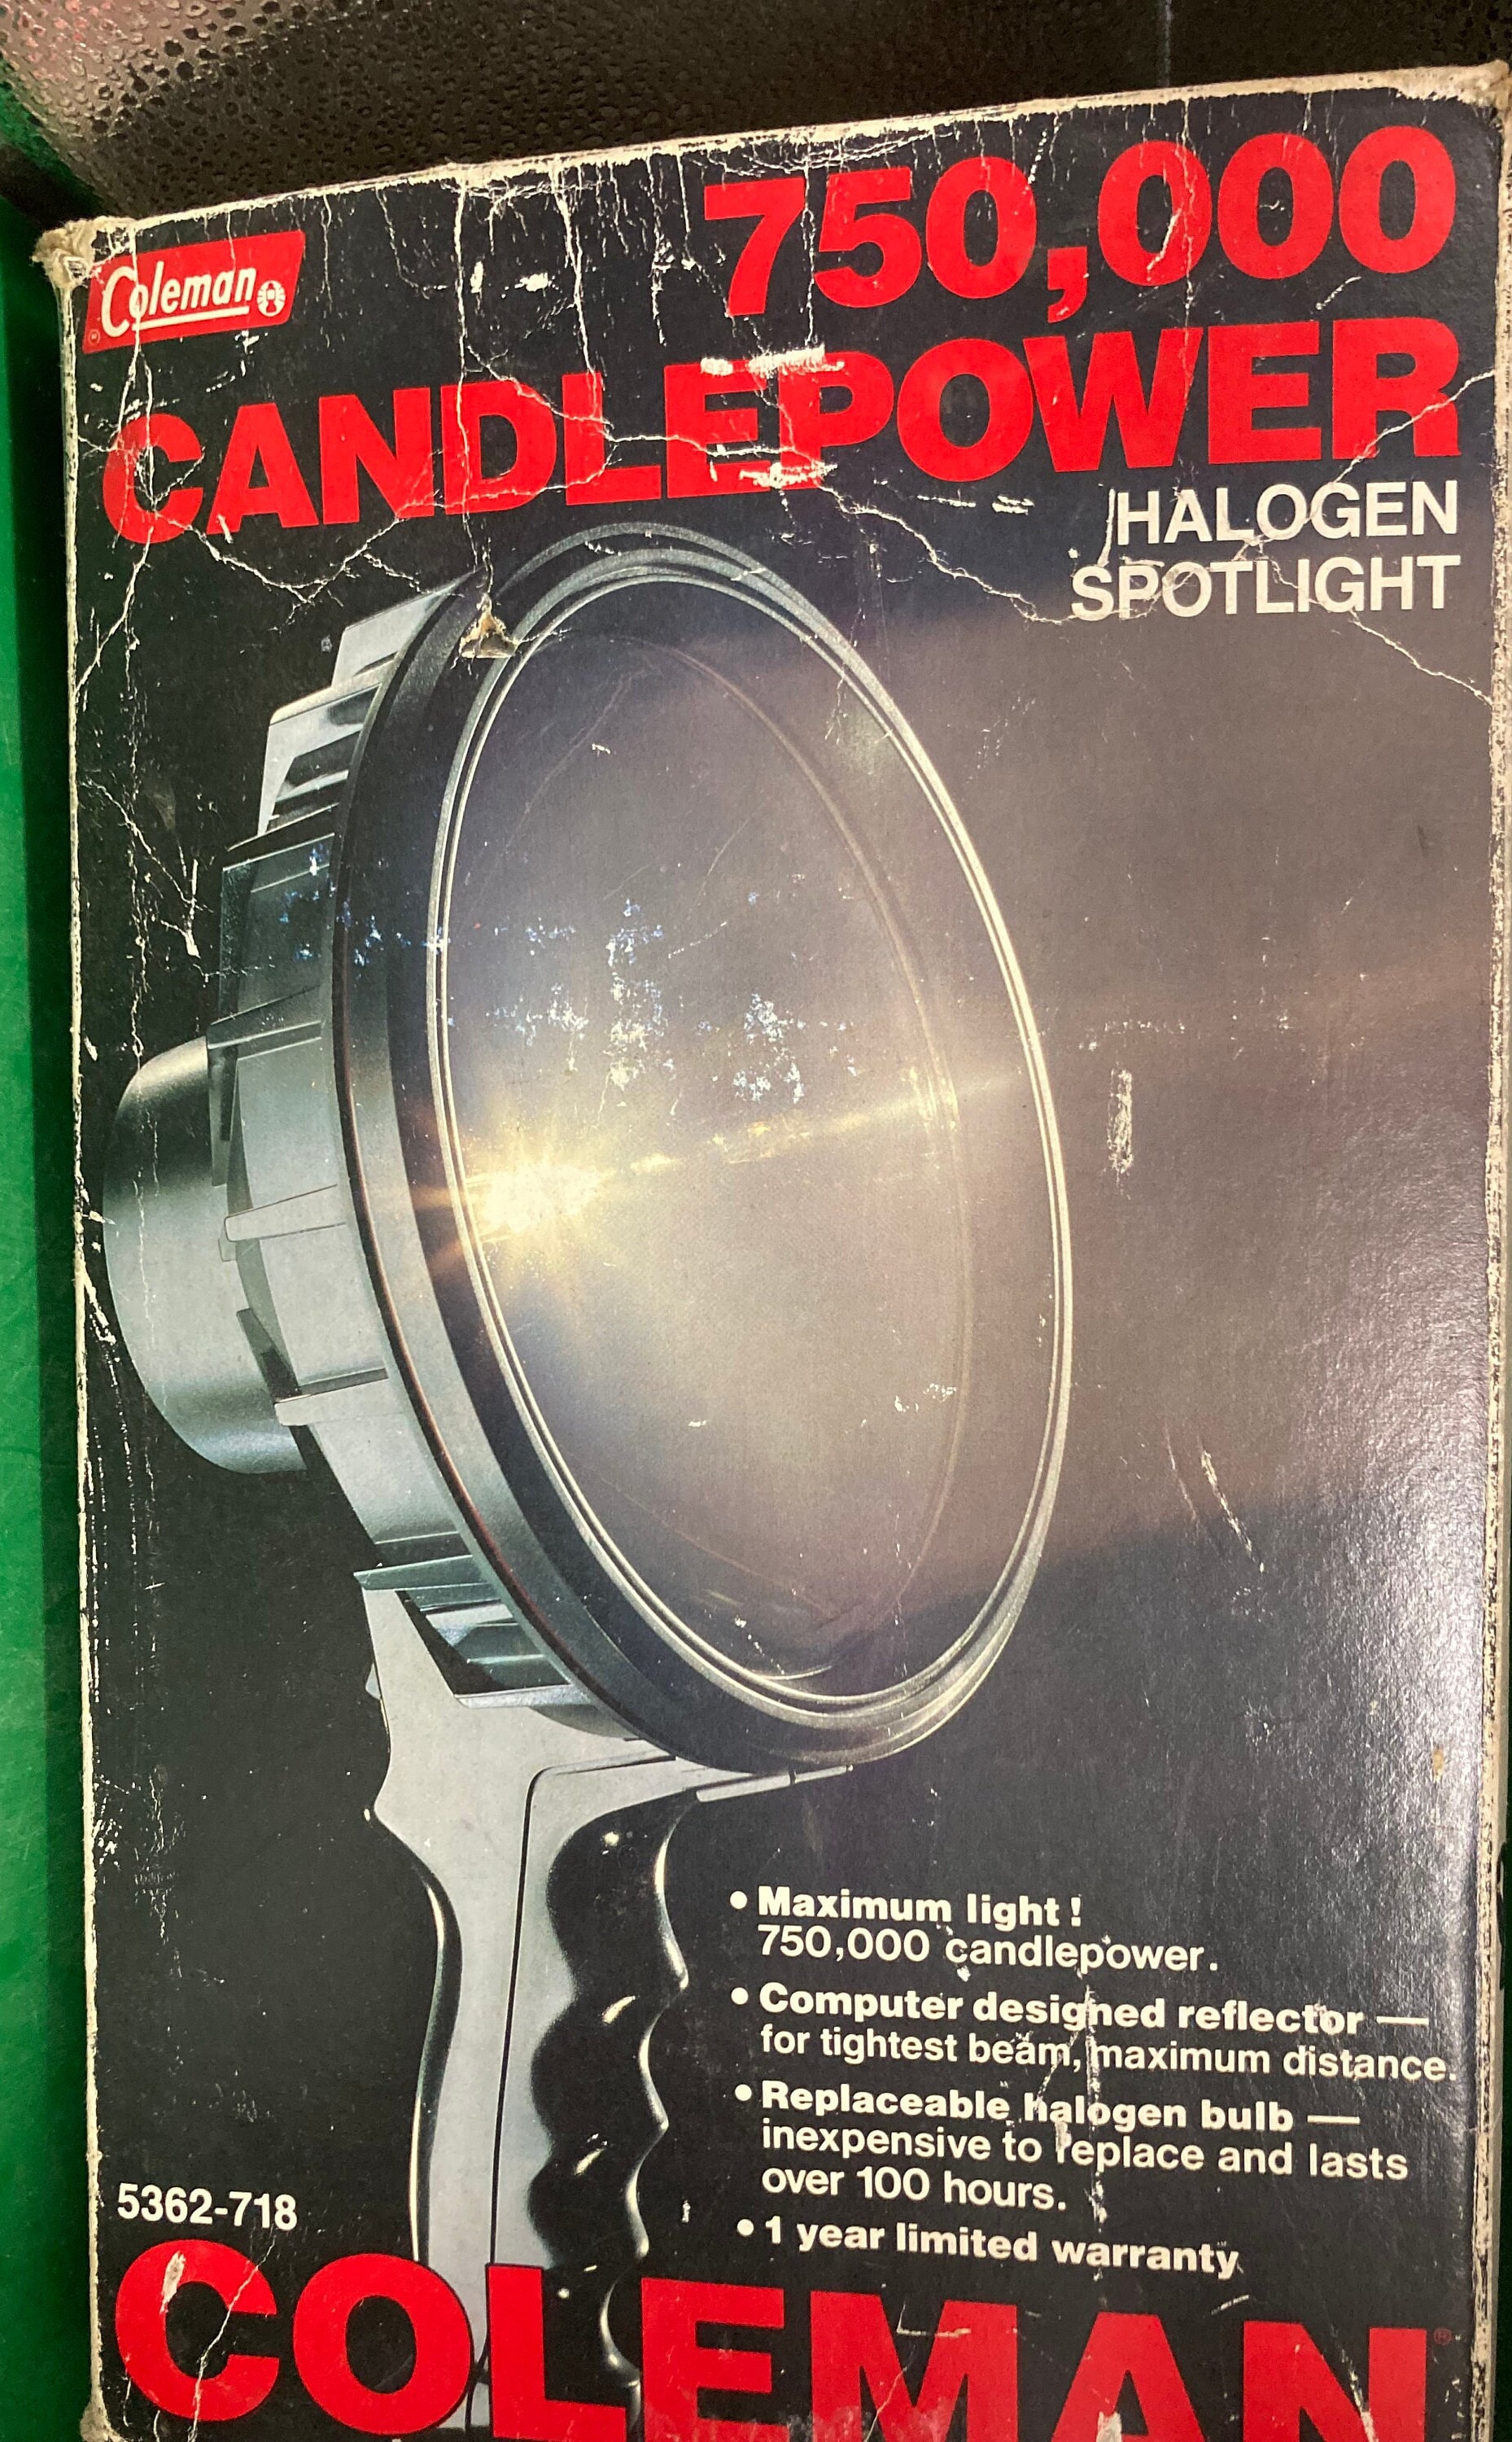 Coleman
750,000
CANDLEPOWER
HALOGEN
SPOTLIGHT
• Maximum light!
750,000 candlepower.
• Computer designed reflector —
for tightest beam, maximum distance.
• Replaceable halogen bulb —
inexpensive to replace and lasts
over 100 hours.
• 1 year limited warranty
5362-718
COLEMAN®